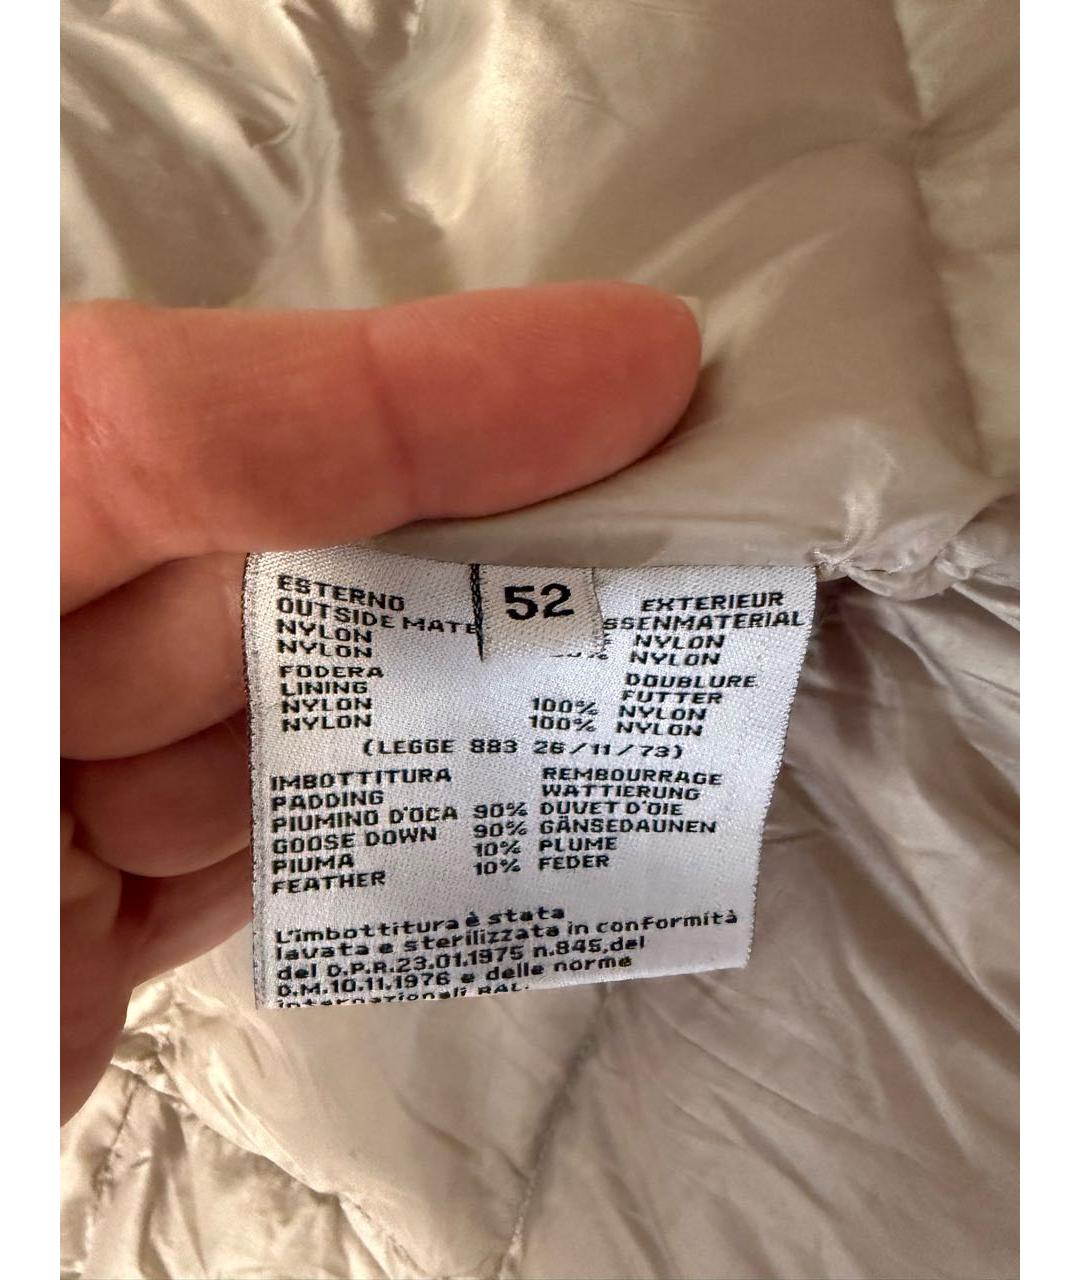 52
ESTERNO EXTERIEUR
OUTSIDE MATE SSENMATERIAL
NYLON NYLON
NYLON NYLON
FODERA DOUBLURE
LINING FUTTER
NYLON 100% NYLON
NYLON 100% NYLON
(LEGGE 883 26/11/73)
IMBOTTITURA REMBOURRAGE
PADDING WATTIERUNG
PIUMINO D'OCA 90% DUVET D'OIE
GOOSE DOWN 90% GÄNSEDAUNEN
PIUMA 10% PLUME
FEATHER 10% FEDER
L'imbottitura è stata
lavata e sterilizzata in conformità
del D.P.R.23.01.1975 n.845,del
D.M.10.11.1976 e delle norme
internazionali RAL